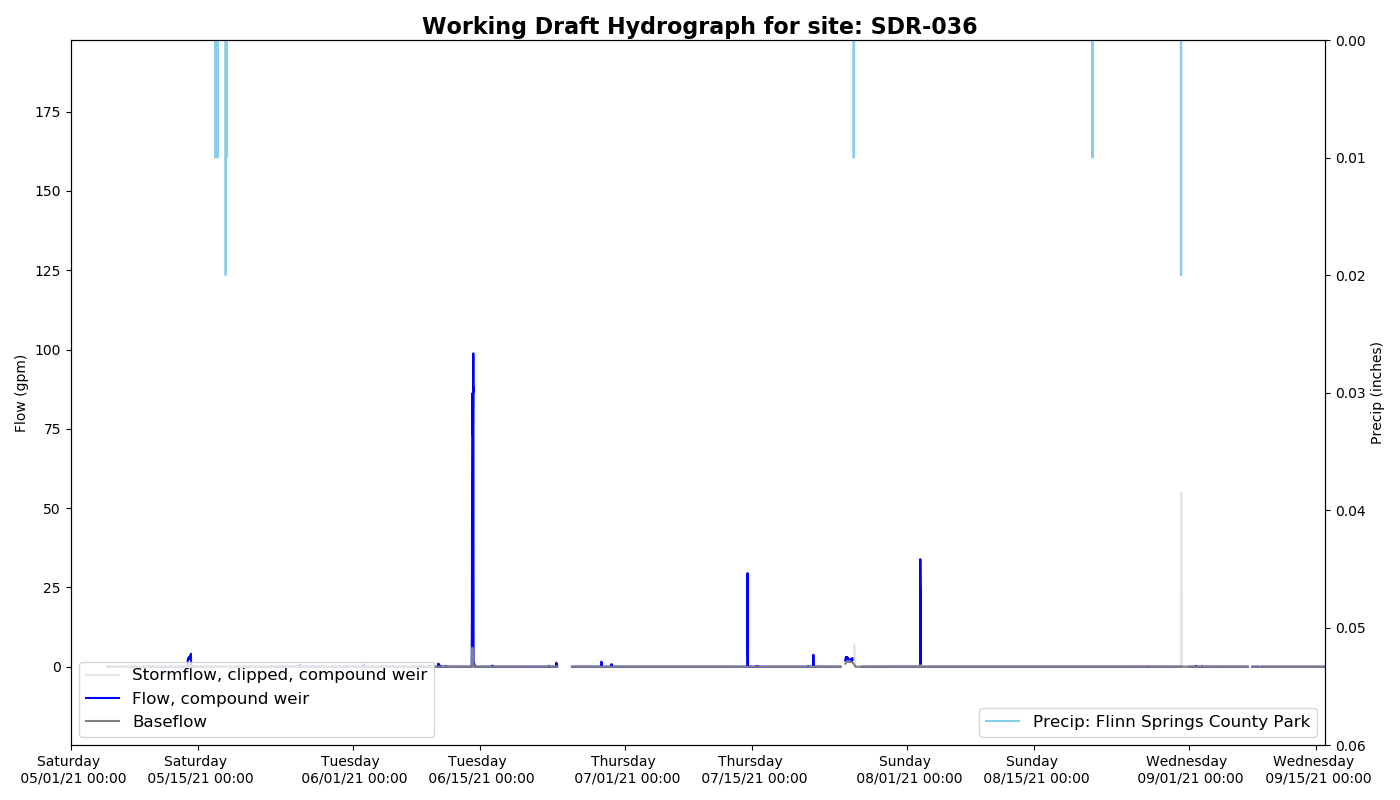 Working Draft Hydrograph for site: SDR-036
Flow (gpm)
175
150
125
100
75
50
25
0
0.00
0.01
0.02
0.03
0.04
0.05
0.06
Precip (inches)
Stormflow, clipped, compound weir
Flow, compound weir
Baseflow
Precip: Flinn Springs County Park
Saturday
05/01/21 00:00
Saturday
05/15/21 00:00
Tuesday
06/01/21 00:00
Tuesday
06/15/21 00:00
Thursday
07/01/21 00:00
Thursday
07/15/21 00:00
Sunday
08/01/21 00:00
Sunday
08/15/21 00:00
Wednesday
09/01/21 00:00
Wednesday
09/15/21 00:00